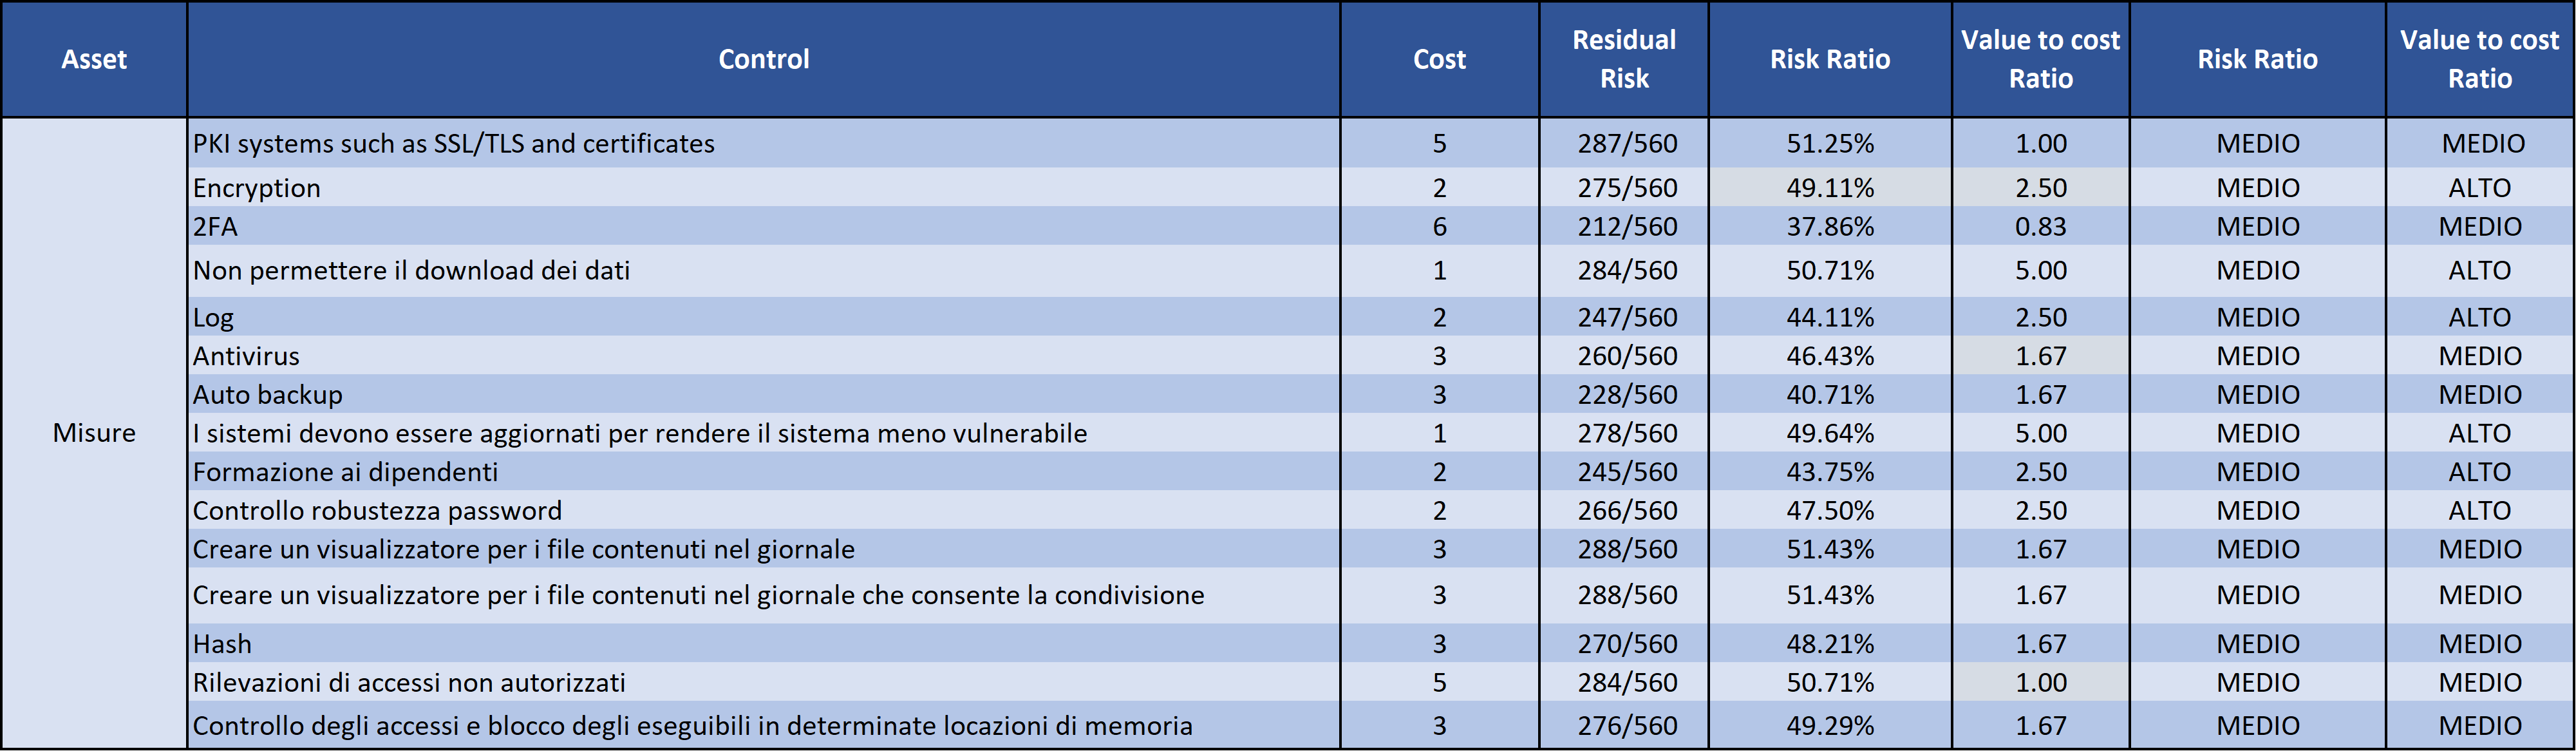 Asset Control Cost Residual Risk Risk Ratio Value to cost Ratio Risk Ratio Value to cost Ratio
Misure
PKI systems such as SSL/TLS and certificates 5 287/560 51.25% 1.00 MEDIO MEDIO
Encryption 2 275/560 49.11% 2.50 MEDIO ALTO
2FA 6 212/560 37.86% 0.83 MEDIO MEDIO
Non permettere il download dei dati 1 284/560 50.71% 5.00 MEDIO ALTO
Log 2 247/560 44.11% 2.50 MEDIO ALTO
Antivirus 3 260/560 46.43% 1.67 MEDIO MEDIO
Auto backup 3 228/560 40.71% 1.67 MEDIO MEDIO
I sistemi devono essere aggiornati per rendere il sistema meno vulnerabile 1 278/560 49.64% 5.00 MEDIO ALTO
Formazione ai dipendenti 2 245/560 43.75% 2.50 MEDIO ALTO
Controllo robustezza password 2 266/560 47.50% 2.50 MEDIO ALTO
Creare un visualizzatore per i file contenuti nel giornale 3 288/560 51.43% 1.67 MEDIO MEDIO
Creare un visualizzatore per i file contenuti nel giornale che consente la condivisione 3 288/560 51.43% 1.67 MEDIO MEDIO
Hash 3 270/560 48.21% 1.67 MEDIO MEDIO
Rilevazioni di accessi non autorizzati 5 284/560 50.71% 1.00 MEDIO MEDIO
Controllo degli accessi e blocco degli eseguibili in determinate locazioni di memoria 3 276/560 49.29% 1.67 MEDIO MEDIO